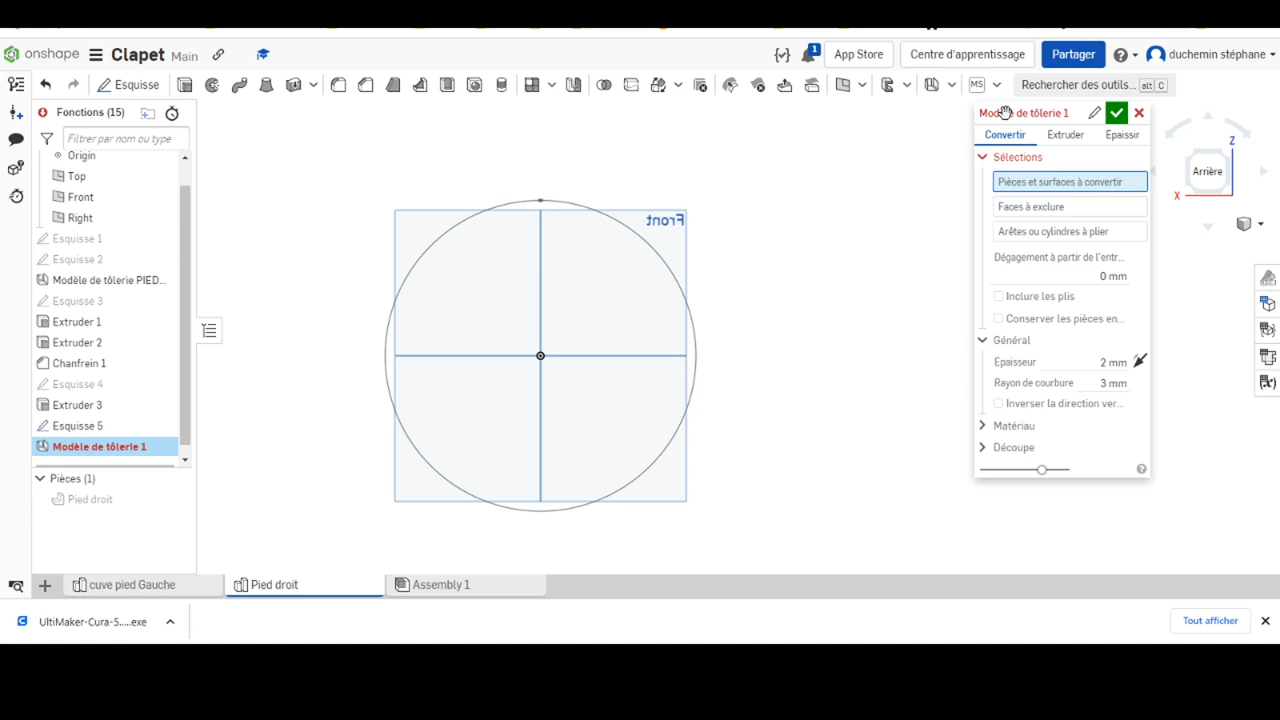 onshape
Clapet Main
1
App Store
Centre d'apprentissage
Partager
duchemin stéphane
Esquisse
MS
Rechercher des outils... alt C
Fonctions (15)
Filtrer par nom ou type
Origin
Top
Front
Right
Esquisse 1
Esquisse 2
Modèle de tôlerie PIED...
Esquisse 3
Extruder 1
Extruder 2
Chanfrein 1
Esquisse 4
Extruder 3
Esquisse 5
Modèle de tôlerie 1
Pièces (1)
Pied droit
Front
Modèle de tôlerie 1
Convertir
Extruder
Épaissir
Sélections
Pièces et surfaces à convertir
Faces à exclure
Arêtes ou cylindres à plier
Dégagement à partir de l'entr...
0 mm
Inclure les plis
Conserver les pièces en...
Général
Épaisseur 2 mm
Rayon de courbure 3 mm
Inverser la direction ver...
Matériau
Découpe
Z
Arrière
X
cuve pied Gauche
Pied droit
Assembly 1
UltiMaker-Cura-5.....exe
Tout afficher